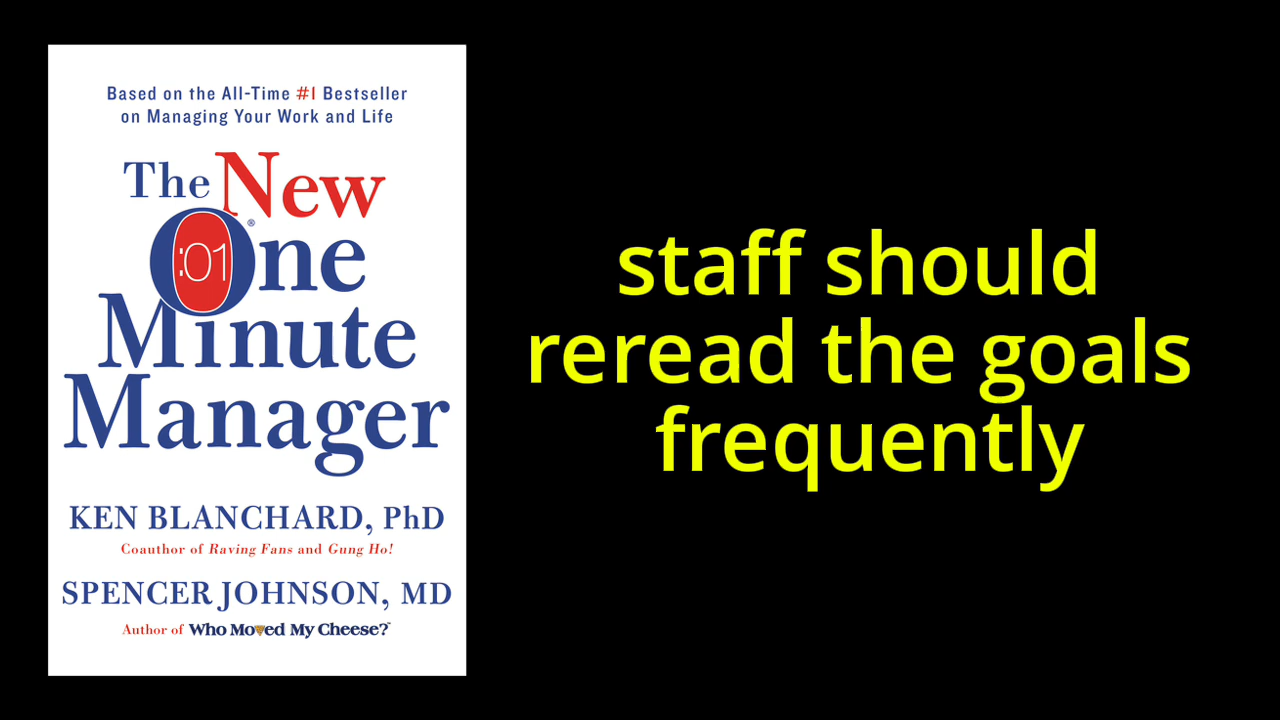 Based on the All-Time #1 Bestseller
on Managing Your Work and Life
The New
One®
:01
Minute
Manager
KEN BLANCHARD, PhD
Coauthor of Raving Fans and Gung Ho!
SPENCER JOHNSON, MD
Author of Who Moved My Cheese?™
staff should
reread the goals
frequently